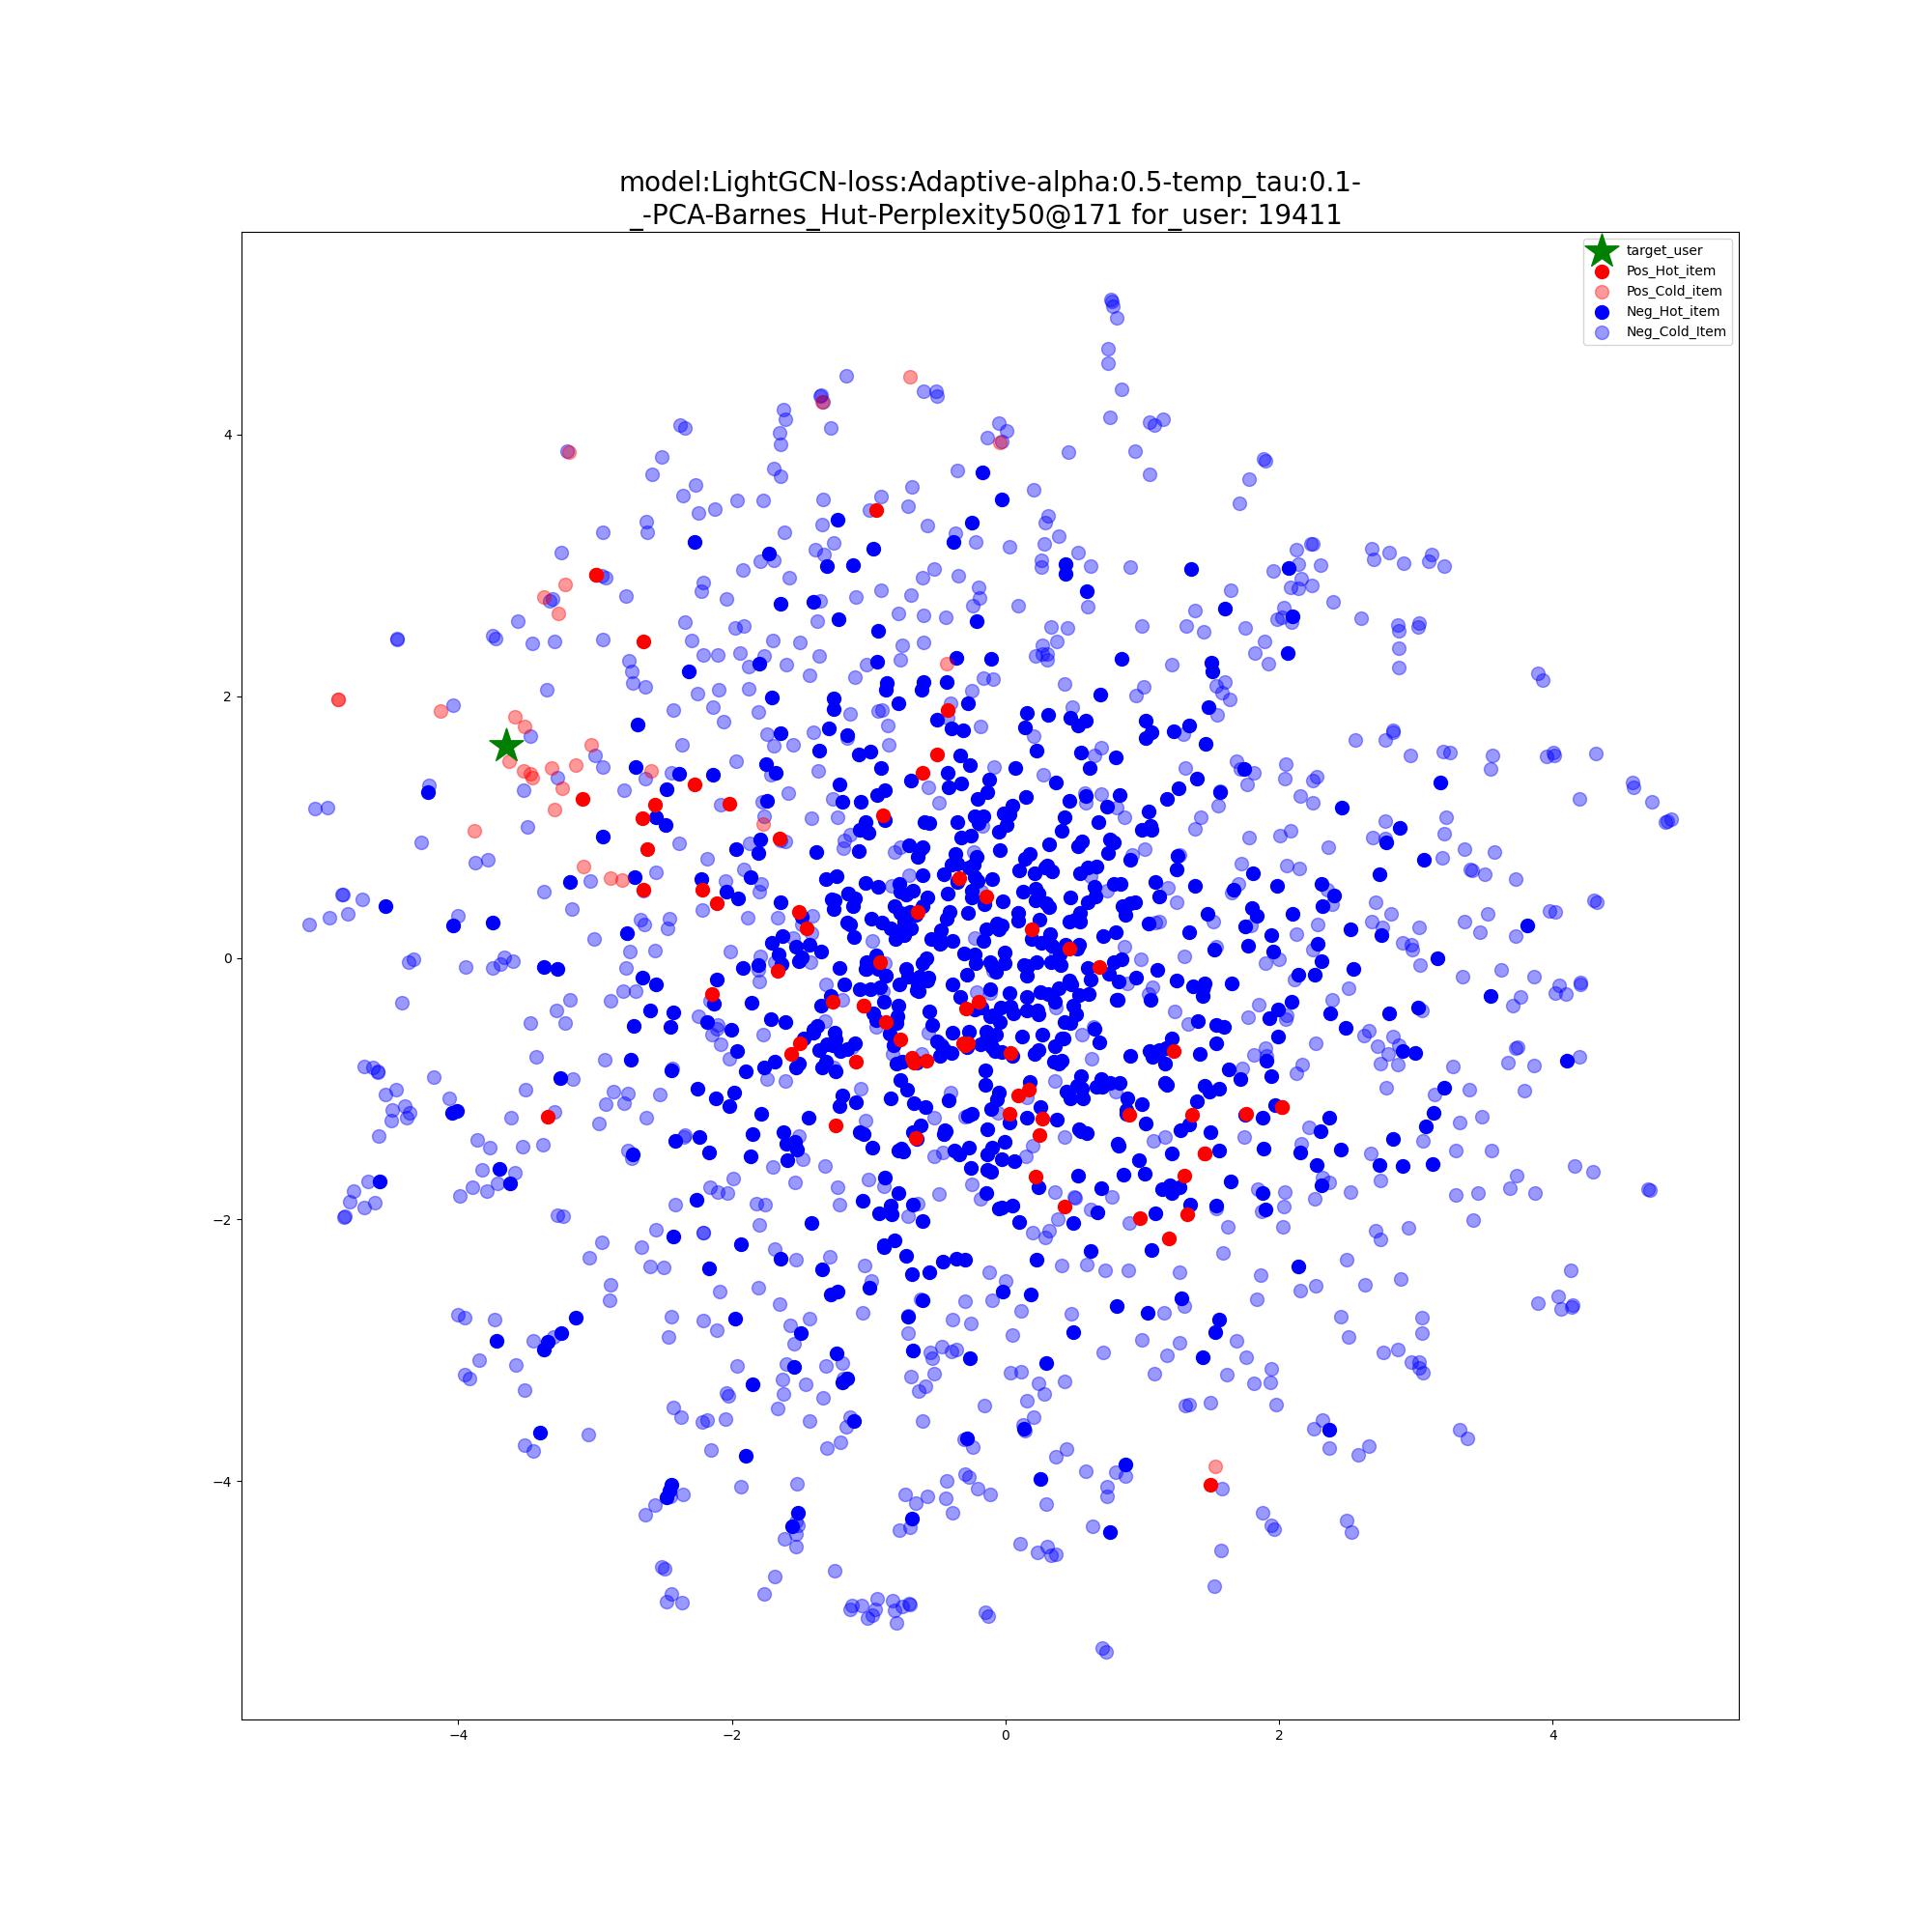 model:LightGCN-loss:Adaptive-alpha:0.5-temp_tau:0.1-
_-PCA-Barnes_Hut-Perplexity50@171 for_user: 19411
target_user
Pos_Hot_item
Pos_Cold_item
Neg_Hot_item
Neg_Cold_Item
4
2
0
−2
−4
−4
−2
0
2
4